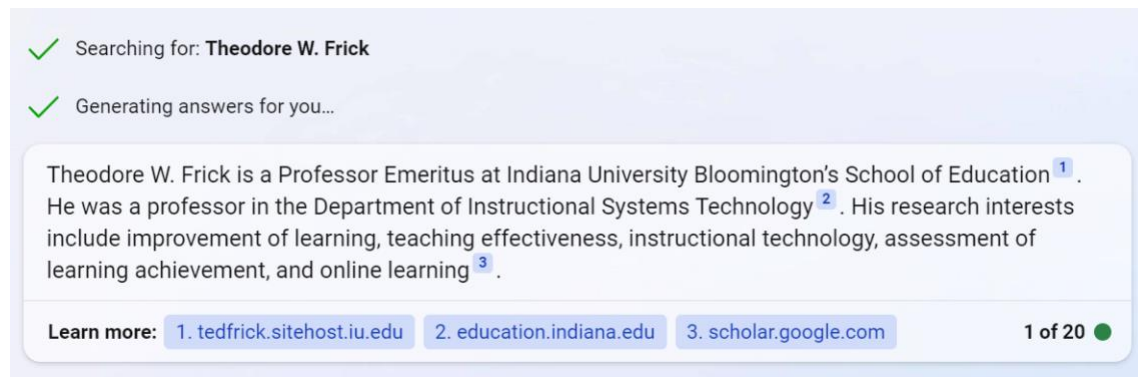 Searching for: Theodore W. Frick
Generating answers for you...
Theodore W. Frick is a Professor Emeritus at Indiana University Bloomington’s School of Education 1 .
He was a professor in the Department of Instructional Systems Technology 2 . His research interests
include improvement of learning, teaching effectiveness, instructional technology, assessment of
learning achievement, and online learning 3 .
Learn more: 1. tedfrick.sitehost.iu.edu 2. education.indiana.edu 3. scholar.google.com 1 of 20